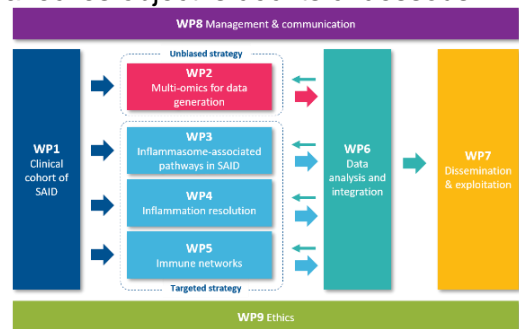 WP8 Management & communication
Unbiased strategy
WP2
Multi-omics for data
generation
WP1
Clinical
cohort of
SAID
WP3
Inflammasome-associated
pathways in SAID
WP4
Inflammation resolution
WP5
Immune networks
Targeted strategy
WP6
Data
analysis and
integration
WP7
Dissemination
& exploitation
WP9 Ethics